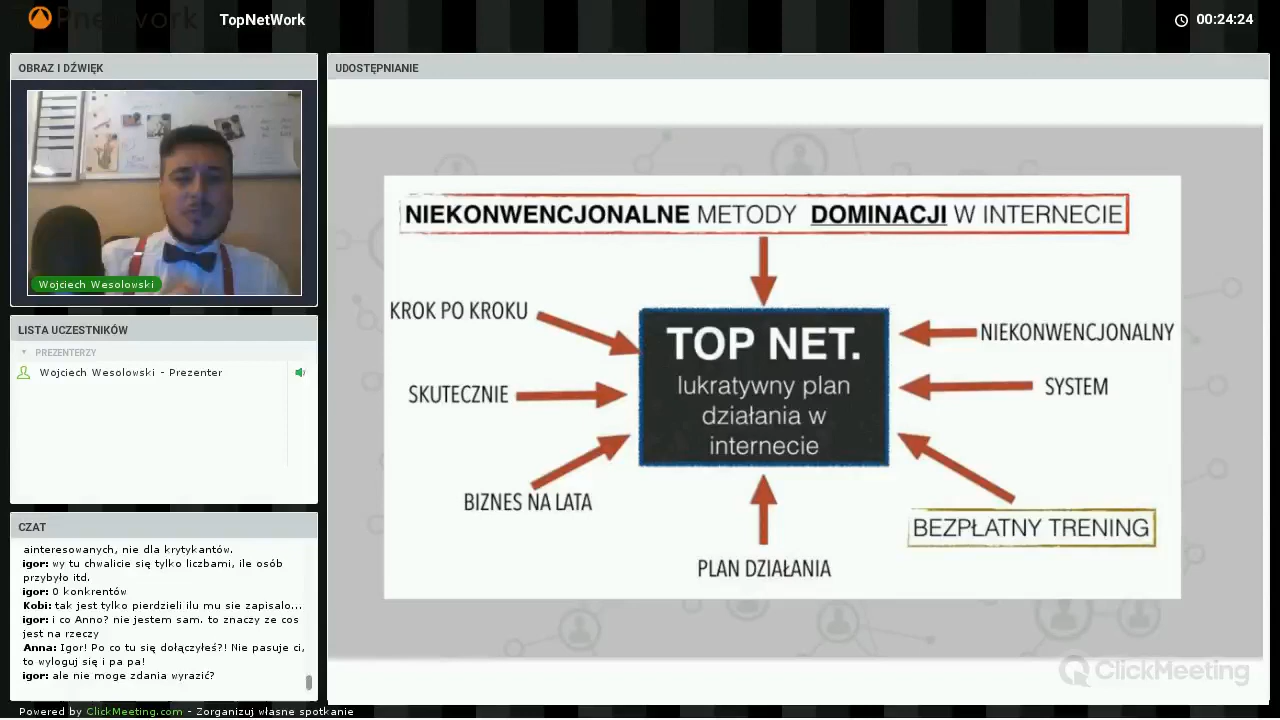 Pnetwork
TopNetWork
00:24:24
OBRAZ I DŹWIĘK
Wojciech Wesolowski
LISTA UCZESTNIKÓW
PREZENTERZY
Wojciech Wesolowski - Prezenter
CZAT
ainteresowanych, nie dla krytykantów.
igor: wy tu chwalicie się tylko liczbami, ile osób
przybyło itd.
igor: 0 konkrentów
Kobi: tak jest tylko pierdzieli ilu mu sie zapisalo...
igor: i co Anno? nie jestem sam. to znaczy ze cos
jest na rzeczy
Anna: Igor! Po co tu się dołączyłeś?! Nie pasuje ci,
to wyloguj się i pa pa!
igor: ale nie moge zdania wyrazić?
UDOSTĘPNIANIE
NIEKONWENCJONALNE METODY DOMINACJI W INTERNECIE
KROK PO KROKU
SKUTECZNIE
BIZNES NA LATA
TOP NET.
lukratywny plan
działania w
internecie
NIEKONWENCJONALNY
SYSTEM
BEZPŁATNY TRENING
PLAN DZIAŁANIA
ClickMeeting
Powered by ClickMeeting.com - Zorganizuj własne spotkanie